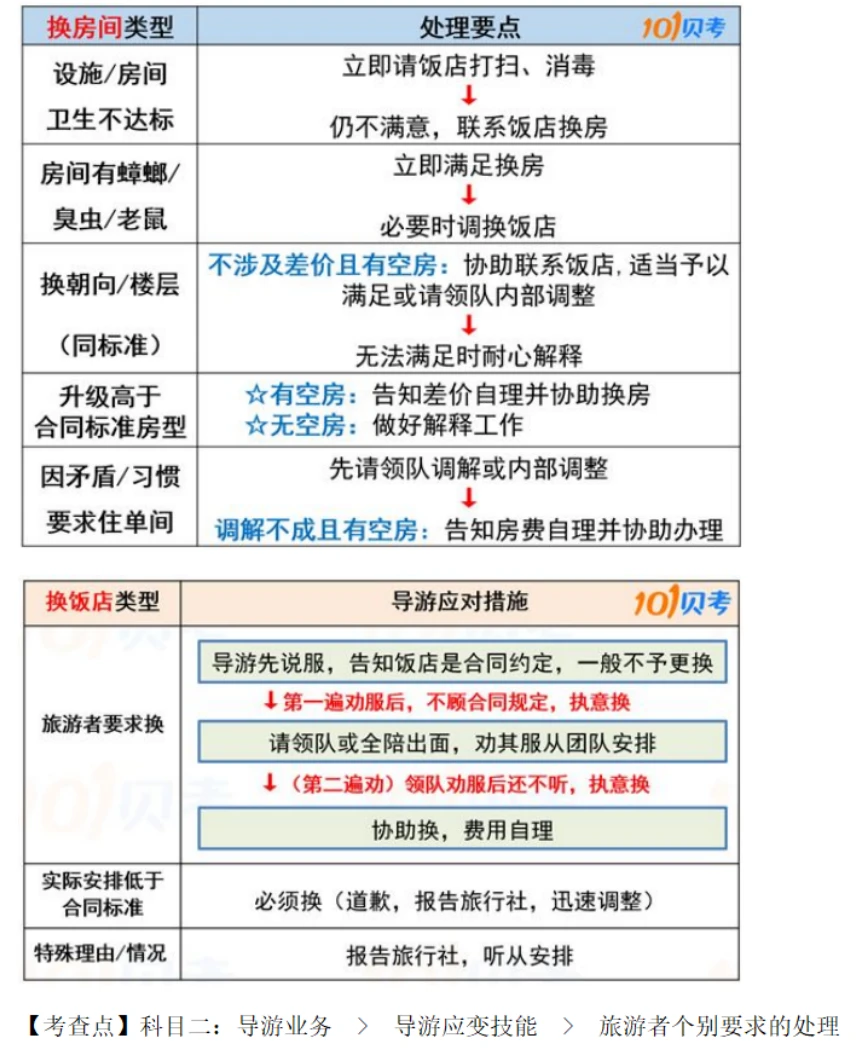 换房间类型 处理要点 101贝考
设施/房间
卫生不达标
立即请饭店打扫、消毒
↓
仍不满意，联系饭店换房
房间有蟑螂/
臭虫/老鼠
立即满足换房
↓
必要时调换饭店
换朝向/楼层
（同标准）
不涉及差价且有空房：协助联系饭店,适当予以
满足或请领队内部调整
↓
无法满足时耐心解释
升级高于
合同标准房型
☆有空房：告知差价自理并协助换房
☆无空房：做好解释工作
因矛盾/习惯
要求住单间
先请领队调解或内部调整
↓
调解不成且有空房：告知房费自理并协助办理
换饭店类型 导游应对措施 101贝考
旅游者要求换
导游先说服，告知饭店是合同约定，一般不予更换
↓第一遍劝服后，不顾合同规定，执意换
请领队或全陪出面，劝其服从团队安排
↓（第二遍劝）领队劝服后还不听，执意换
协助换，费用自理
实际安排低于
合同标准
必须换（道歉，报告旅行社，迅速调整）
特殊理由/情况 报告旅行社，听从安排
【考查点】科目二：导游业务 > 导游应变技能 > 旅游者个别要求的处理